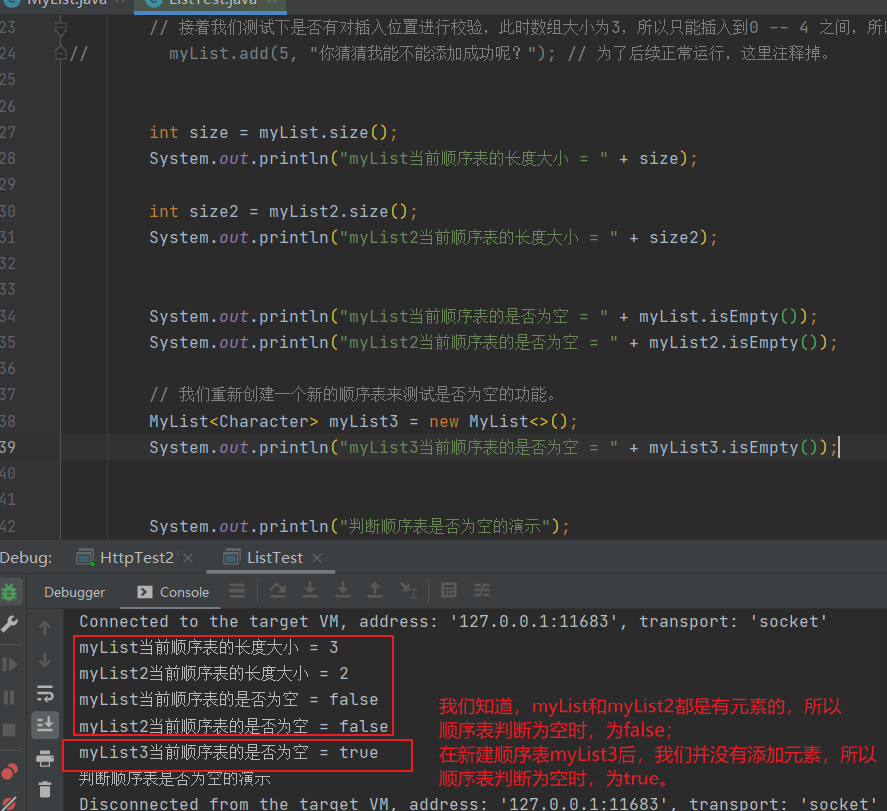 MyList.java
ListTest.java
23 // 接着我们测试下是否有对插入位置进行校验，此时数组大小为3，所以只能插入到0 -- 4 之间，所
24 // myList.add(5, "你猜猜我能不能添加成功呢？"); // 为了后续正常运行，这里注释掉。
25
26
27 int size = myList.size();
28 System.out.println("myList当前顺序表的长度大小 = " + size);
29
30 int size2 = myList2.size();
31 System.out.println("myList2当前顺序表的长度大小 = " + size2);
32
33
34 System.out.println("myList当前顺序表的是否为空 = " + myList.isEmpty());
35 System.out.println("myList2当前顺序表的是否为空 = " + myList2.isEmpty());
36
37 // 我们重新创建一个新的顺序表来测试是否为空的功能。
38 MyList<Character> myList3 = new MyList<>();
39 System.out.println("myList3当前顺序表的是否为空 = " + myList3.isEmpty());
40
41
42 System.out.println("判断顺序表是否为空的演示");
Debug: HttpTest2 ListTest
Debugger Console
Connected to the target VM, address: '127.0.0.1:11683', transport: 'socket'
myList当前顺序表的长度大小 = 3
myList2当前顺序表的长度大小 = 2
myList当前顺序表的是否为空 = false
myList2当前顺序表的是否为空 = false
myList3当前顺序表的是否为空 = true
判断顺序表是否为空的演示
Disconnected from the target VM, address: '127.0.0.1:11683', transport: 'socket'
我们知道，myList和myList2都是有元素的，所以
顺序表判断为空时，为false；
在新建顺序表myList3后，我们并没有添加元素，所以
顺序表判断为空时，为true。